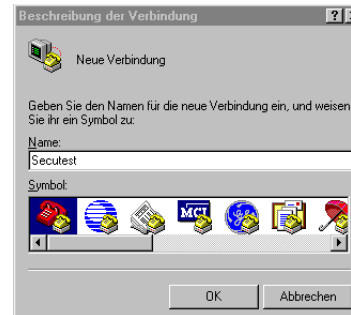 Beschreibung der Verbindung
Neue Verbindung
Geben Sie den Namen für die neue Verbindung ein, und weisen
Sie ihr ein Symbol zu:
Name:
Secutest
Symbol:
MCI
OK
Abbrechen